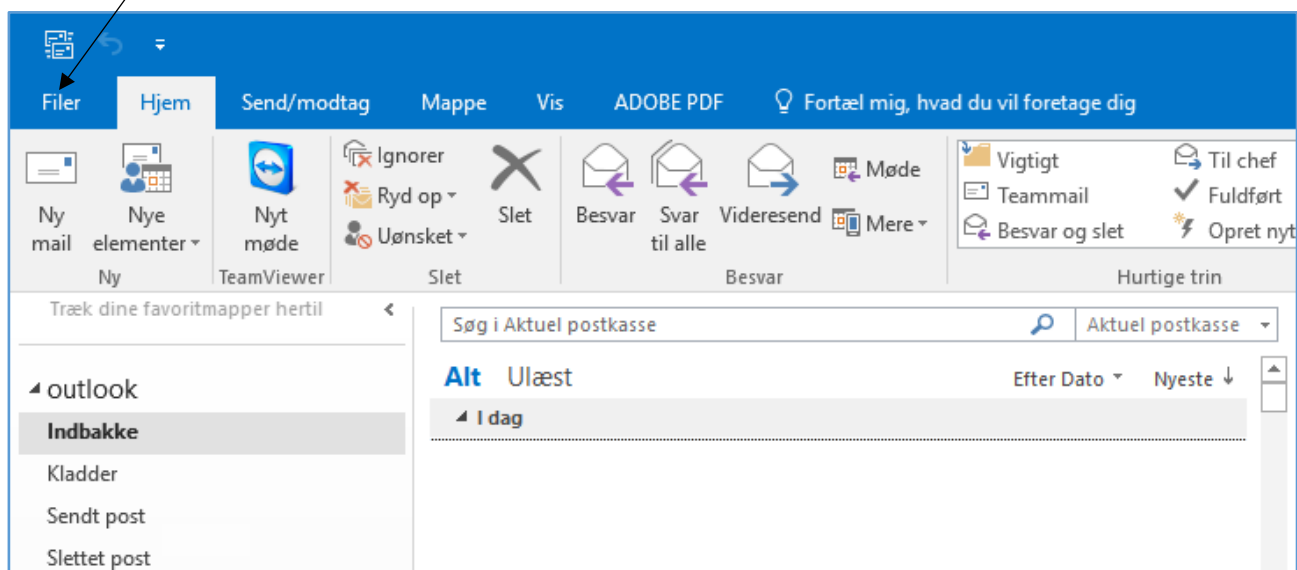 Filer Hjem Send/modtag Mappe Vis ADOBE PDF Fortæl mig, hvad du vil foretage dig
Ny mail
Nye elementer
Ny
Nyt møde
TeamViewer
Ignorer
Ryd op
Uønsket
Slet
Slet
Besvar
Svar til alle
Videresend
Møde
Mere
Besvar
Vigtigt
Teammail
Besvar og slet
Til chef
Fuldført
Opret nyt
Hurtige trin
Træk dine favoritmapper hertil
outlook
Indbakke
Kladder
Sendt post
Slettet post
Søg i Aktuel postkasse Aktuel postkasse
Alt Ulæst Efter Dato Nyeste
I dag